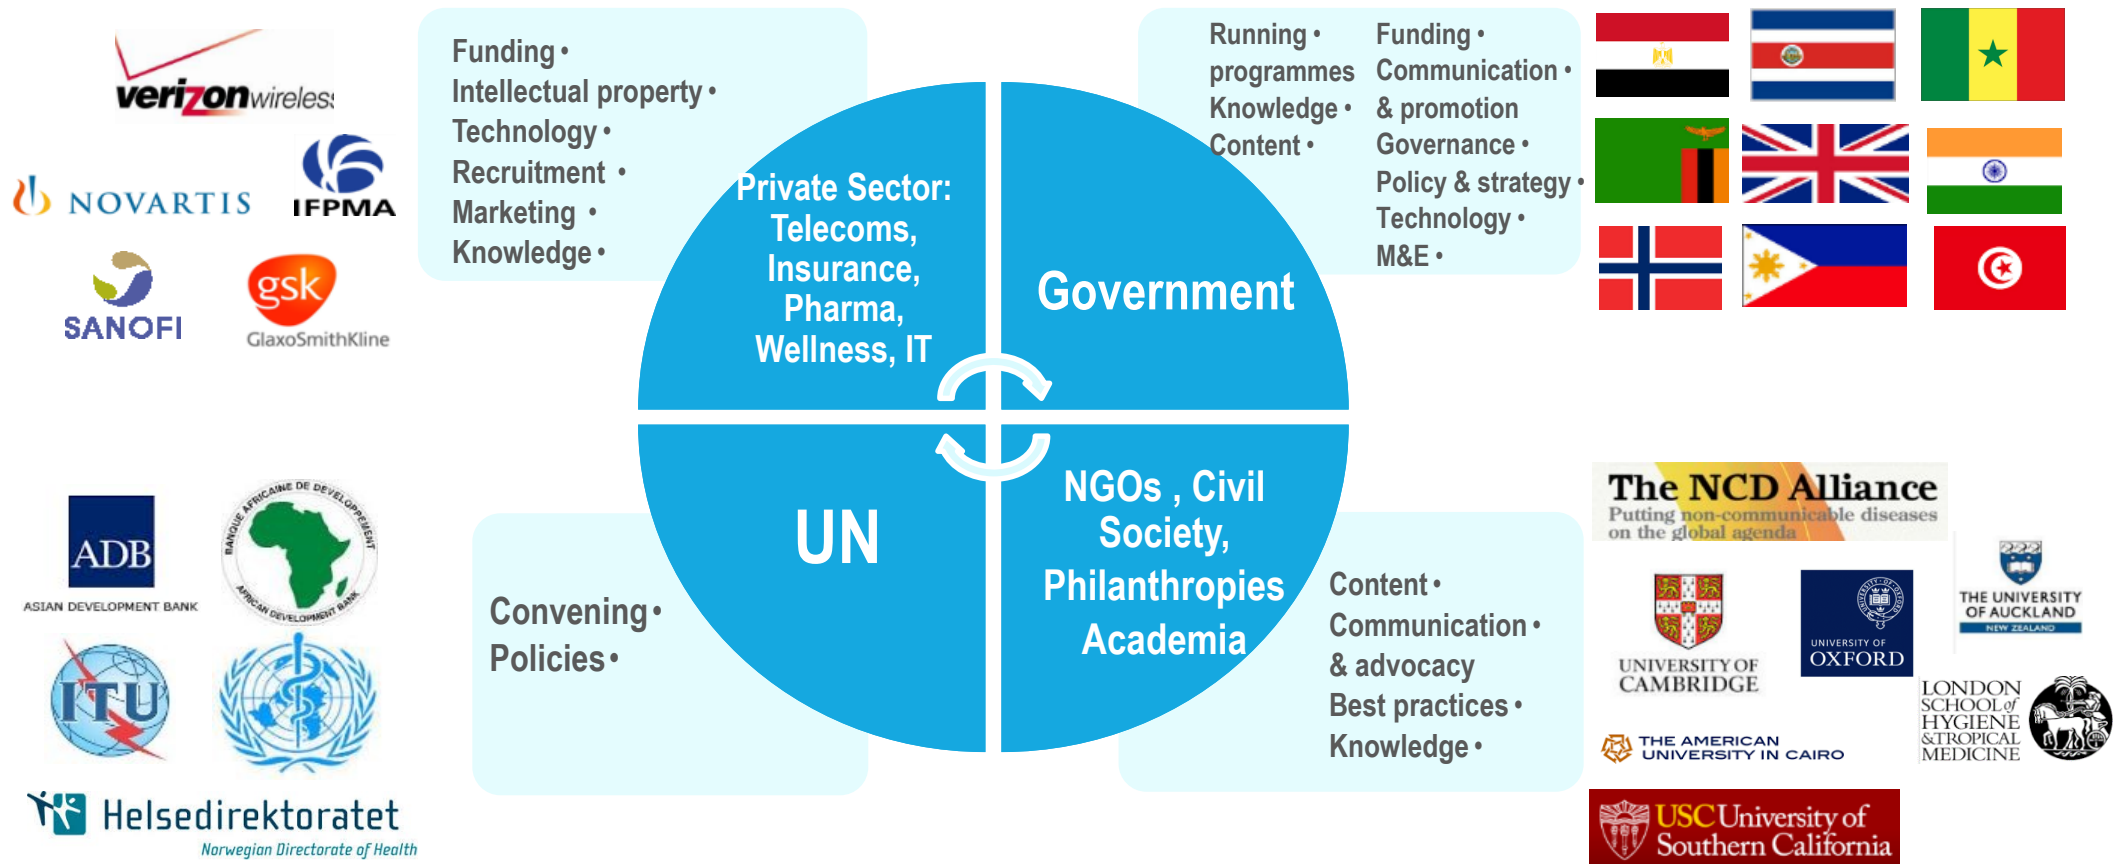 verizonwireless
NOVARTIS
IFPMA
SANOFI
gsk
GlaxoSmithKline
Funding •
Intellectual property •
Technology •
Recruitment •
Marketing •
Knowledge •
Private Sector:
Telecoms,
Insurance,
Pharma,
Wellness, IT
Government
Running •
programmes
Knowledge •
Content •
Funding •
Communication •
& promotion
Governance •
Policy & strategy •
Technology •
M&E •
ADB
ASIAN DEVELOPMENT BANK
BANQUE AFRICAINE DE DEVELOPPEMENT
AFRICAN DEVELOPMENT BANK
ITU
Helsedirektoratet
Norwegian Directorate of Health
Convening •
Policies •
UN
NGOs , Civil
Society,
Philanthropies
Academia
Content •
Communication •
& advocacy
Best practices •
Knowledge •
The NCD Alliance
Putting non-communicable diseases
on the global agenda
UNIVERSITY OF
CAMBRIDGE
UNIVERSITY OF
OXFORD
THE UNIVERSITY
OF AUCKLAND
NEW ZEALAND
LONDON
SCHOOL of
HYGIENE
& TROPICAL
MEDICINE
THE AMERICAN
UNIVERSITY IN CAIRO
USC University of
Southern California